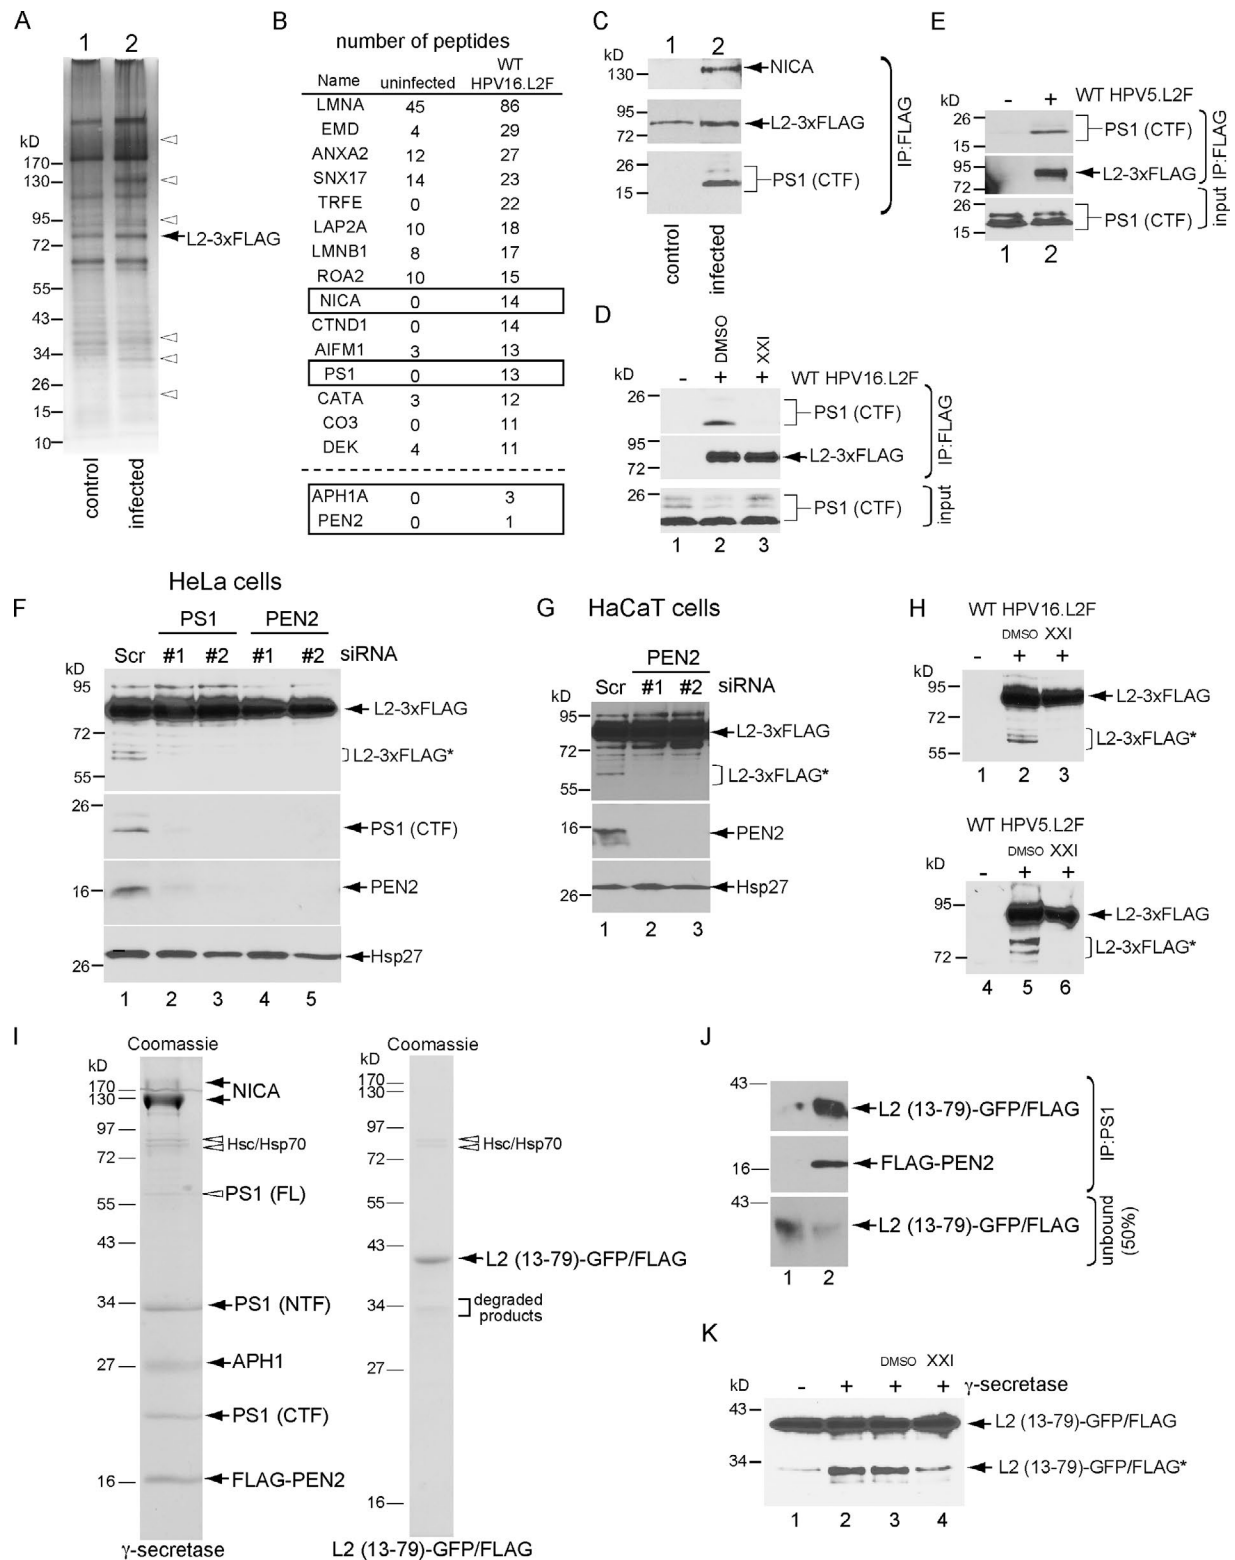 A
1 2
kD
170
130
95
72
55
43
34
26
15
10
L2-3xFLAG
control
infected
B
number of peptides
Name uninfected WT HPV16.L2F
LMNA 45 86
EMD 4 29
ANXA2 12 27
SNX17 14 23
TRFE 0 22
LAP2A 10 18
LMNB1 8 17
ROA2 10 15
NICA 0 14
CTND1 0 14
AIFM1 3 13
PS1 0 13
CATA 3 12
CO3 0 11
DEK 4 11
APH1A 0 3
PEN2 0 1
C
1 2
kD
130
NICA
95
72
L2-3xFLAG
26
15
PS1 (CTF)
IP:FLAG
control
infected
D
DMSO
XXI
kD
- + + WT HPV16.L2F
26
PS1 (CTF)
95
72
L2-3xFLAG
IP:FLAG
26
PS1 (CTF)
input
1 2 3
E
kD
- + WT HPV5.L2F
26
15
PS1 (CTF)
95
72
L2-3xFLAG
IP:FLAG
26
15
PS1 (CTF)
input
1 2
F
HeLa cells
PS1 PEN2
Scr #1 #2 #1 #2 siRNA
kD
95
72
55
L2-3xFLAG
L2-3xFLAG*
26
PS1 (CTF)
16
PEN2
26
Hsp27
1 2 3 4 5
G
HaCaT cells
PEN2
Scr #1 #2 siRNA
kD
95
72
55
L2-3xFLAG
L2-3xFLAG*
16
PEN2
26
Hsp27
1 2 3
H
WT HPV16.L2F
DMSO XXI
kD
- + +
95
72
55
L2-3xFLAG
L2-3xFLAG*
1 2 3
WT HPV5.L2F
DMSO XXI
kD
- + +
95
72
L2-3xFLAG
L2-3xFLAG*
4 5 6
I
Coomassie
kD
170
130
97
72
55
43
34
27
16
NICA
Hsc/Hsp70
PS1 (FL)
PS1 (NTF)
APH1
PS1 (CTF)
FLAG-PEN2
γ-secretase
Coomassie
kD
170
130
97
72
55
43
34
27
16
Hsc/Hsp70
L2 (13-79)-GFP/FLAG
degraded
products
L2 (13-79)-GFP/FLAG
J
43
L2 (13-79)-GFP/FLAG
16
FLAG-PEN2
IP:PS1
43
L2 (13-79)-GFP/FLAG
unbound
(50%)
1 2
K
DMSO XXI
kD
- + + + γ-secretase
43
L2 (13-79)-GFP/FLAG
34
L2 (13-79)-GFP/FLAG*
1 2 3 4